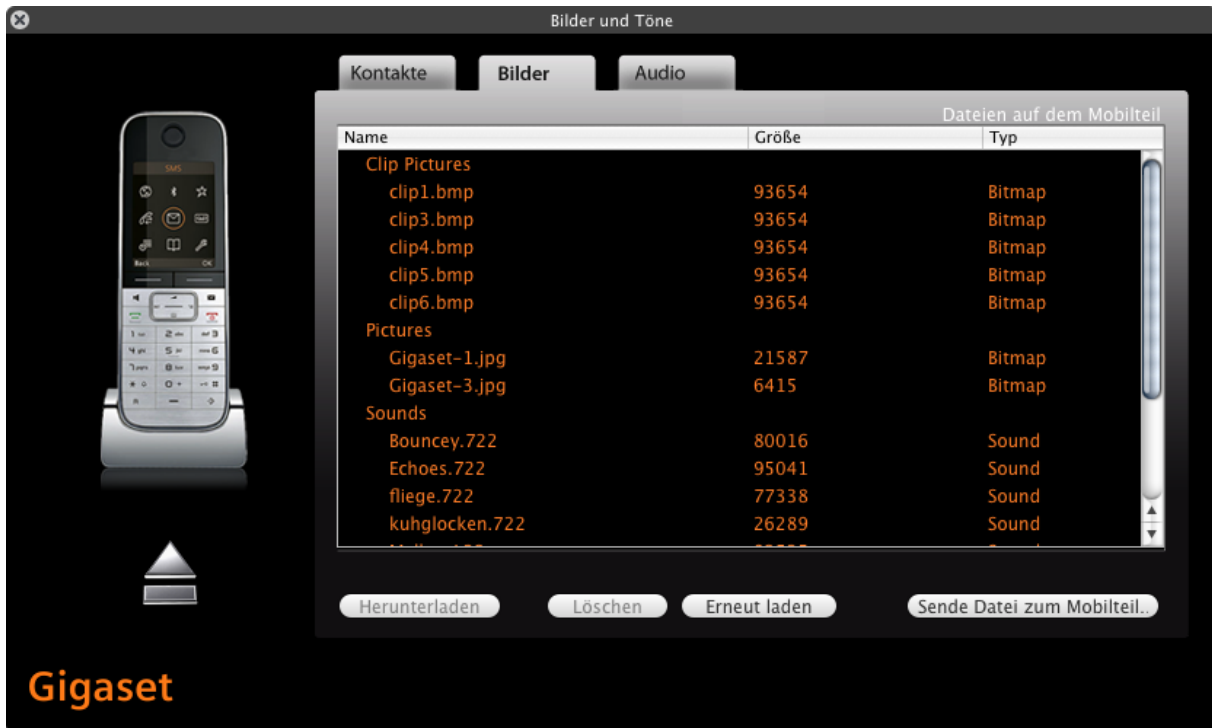 Bilder und Töne
Kontakte
Bilder
Audio
Dateien auf dem Mobilteil
Name Größe Typ
Clip Pictures
clip1.bmp 93654 Bitmap
clip3.bmp 93654 Bitmap
clip4.bmp 93654 Bitmap
clip5.bmp 93654 Bitmap
clip6.bmp 93654 Bitmap
Pictures
Gigaset-1.jpg 21587 Bitmap
Gigaset-3.jpg 6415 Bitmap
Sounds
Bouncey.722 80016 Sound
Echoes.722 95041 Sound
fliege.722 77338 Sound
kuhglocken.722 26289 Sound
SMS
Back OK
Herunterladen
Löschen
Erneut laden
Sende Datei zum Mobilteil..
Gigaset